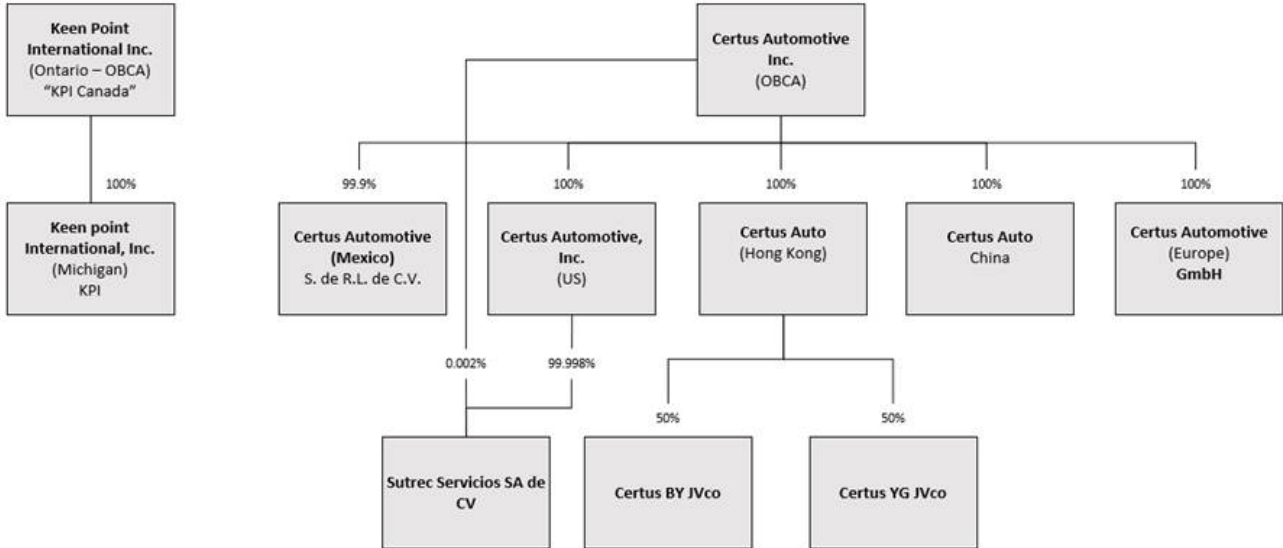 Keen Point
International Inc.
(Ontario – OBCA)
“KPI Canada”
Certus Automotive
Inc.
(OBCA)
100%
99.9%
100%
100%
100%
100%
Keen point
International, Inc.
(Michigan)
KPI
Certus Automotive
(Mexico)
S. de R.L. de C.V.
Certus Automotive,
Inc.
(US)
Certus Auto
(Hong Kong)
Certus Auto
China
Certus Automotive
(Europe)
GmbH
0.002%
99.998%
50%
50%
Sutrec Servicios SA de
CV
Certus BY JVco
Certus YG JVco